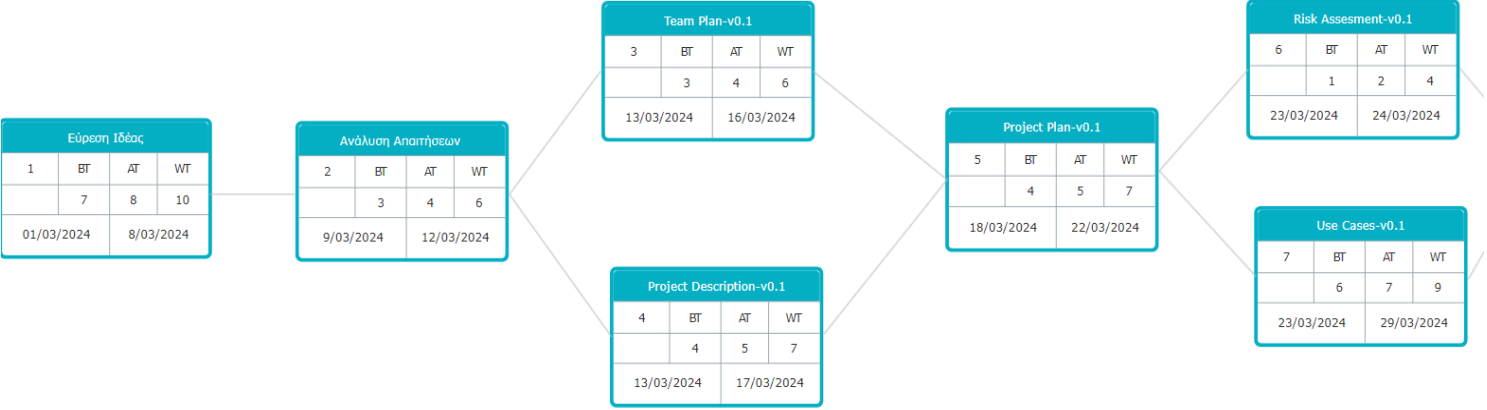 Εύρεση Ιδέας
1 BT AT WT
7 8 10
01/03/2024 8/03/2024
Ανάλυση Απαιτήσεων
2 BT AT WT
3 4 6
9/03/2024 12/03/2024
Team Plan-v0.1
3 BT AT WT
3 4 6
13/03/2024 16/03/2024
Project Description-v0.1
4 BT AT WT
4 5 7
13/03/2024 17/03/2024
Project Plan-v0.1
5 BT AT WT
4 5 7
18/03/2024 22/03/2024
Risk Assesment-v0.1
6 BT AT WT
1 2 4
23/03/2024 24/03/2024
Use Cases-v0.1
7 BT AT WT
6 7 9
23/03/2024 29/03/2024